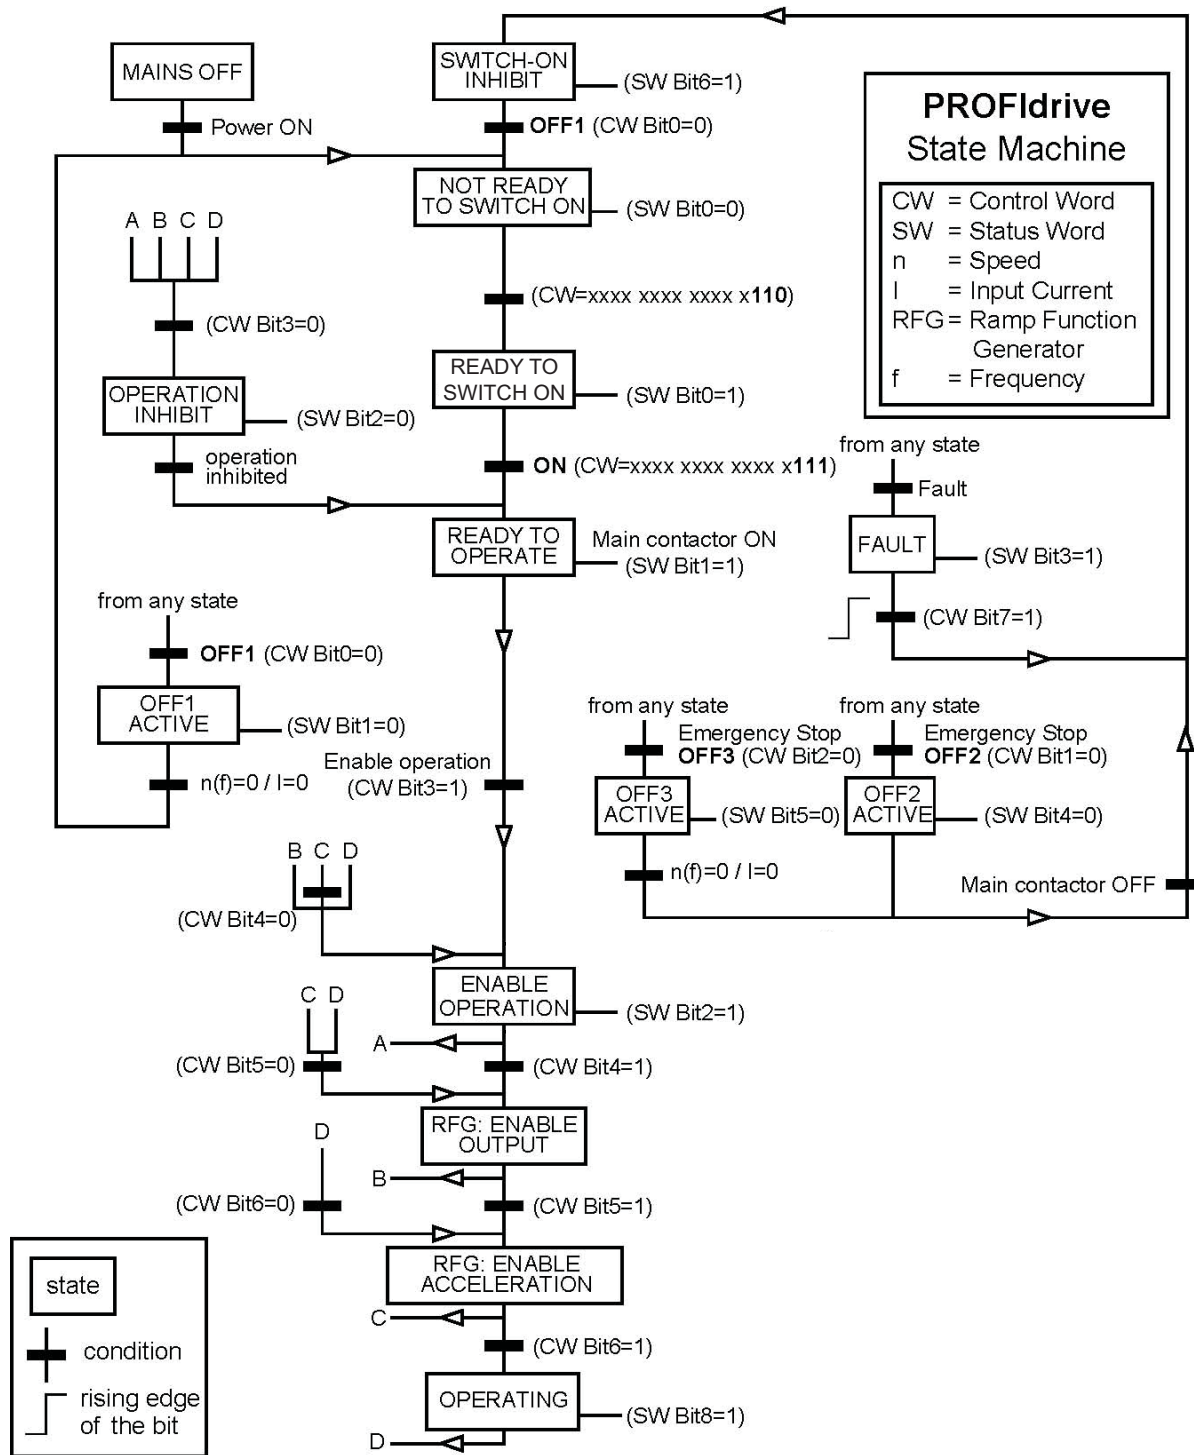 MAINS OFF
Power ON
SWITCH-ON
INHIBIT
(SW Bit6=1)
OFF1 (CW Bit0=0)
NOT READY
TO SWITCH ON
(SW Bit0=0)
(CW=xxxx xxxx xxxx x110)
READY TO
SWITCH ON
(SW Bit0=1)
ON (CW=xxxx xxxx xxxx x111)
READY TO
OPERATE
Main contactor ON
(SW Bit1=1)
PROFIdrive
State Machine
CW = Control Word
SW = Status Word
n = Speed
I = Input Current
RFG = Ramp Function
Generator
f = Frequency
A B C D
(CW Bit3=0)
OPERATION
INHIBIT
(SW Bit2=0)
operation
inhibited
from any state
Fault
FAULT
(SW Bit3=1)
(CW Bit7=1)
from any state
OFF1 (CW Bit0=0)
OFF1
ACTIVE
(SW Bit1=0)
n(f)=0 / I=0
Enable operation
(CW Bit3=1)
from any state
Emergency Stop
OFF3 (CW Bit2=0)
OFF3
ACTIVE
(SW Bit5=0)
n(f)=0 / I=0
from any state
Emergency Stop
OFF2 (CW Bit1=0)
OFF2
ACTIVE
(SW Bit4=0)
Main contactor OFF
B C D
(CW Bit4=0)
ENABLE
OPERATION
(SW Bit2=1)
A
C D
(CW Bit5=0)
(CW Bit4=1)
RFG: ENABLE
OUTPUT
B
D
(CW Bit6=0)
(CW Bit5=1)
RFG: ENABLE
ACCELERATION
C
(CW Bit6=1)
OPERATING
(SW Bit8=1)
D
state
condition
rising edge
of the bit